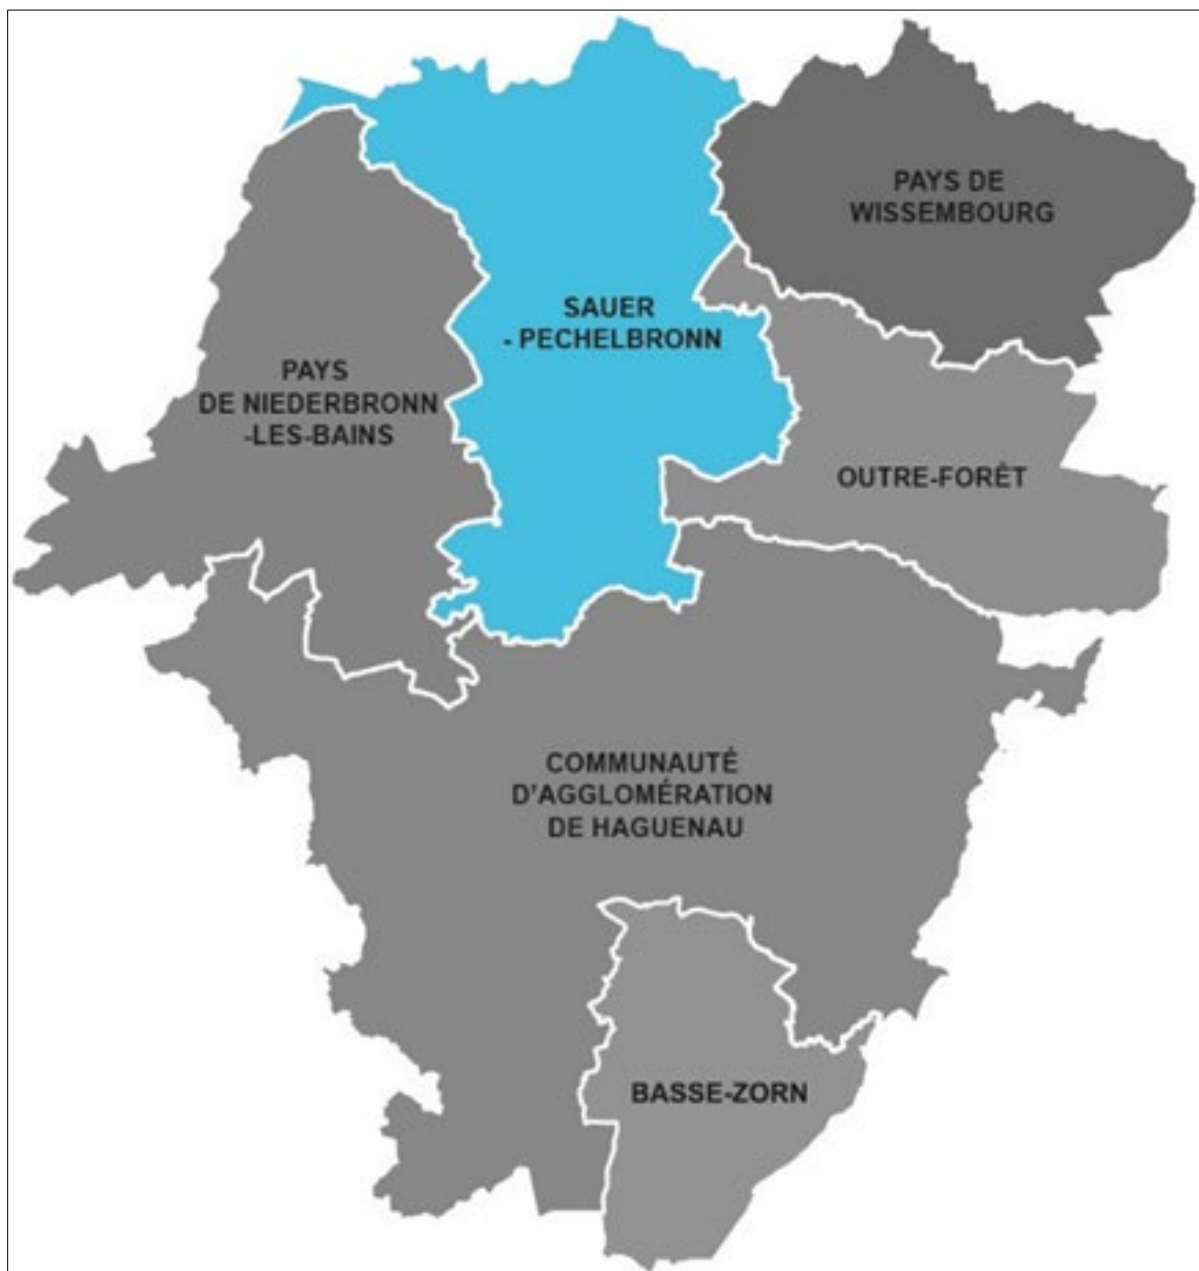 PAYS DE
WISSEMBOURG
SAUER
- PECHELBRONN
PAYS
DE NIEDERBRONN
-LES-BAINS
OUTRE-FORÊT
COMMUNAUTÉ
D'AGGLOMÉRATION
DE HAGUENAU
BASSE-ZORN